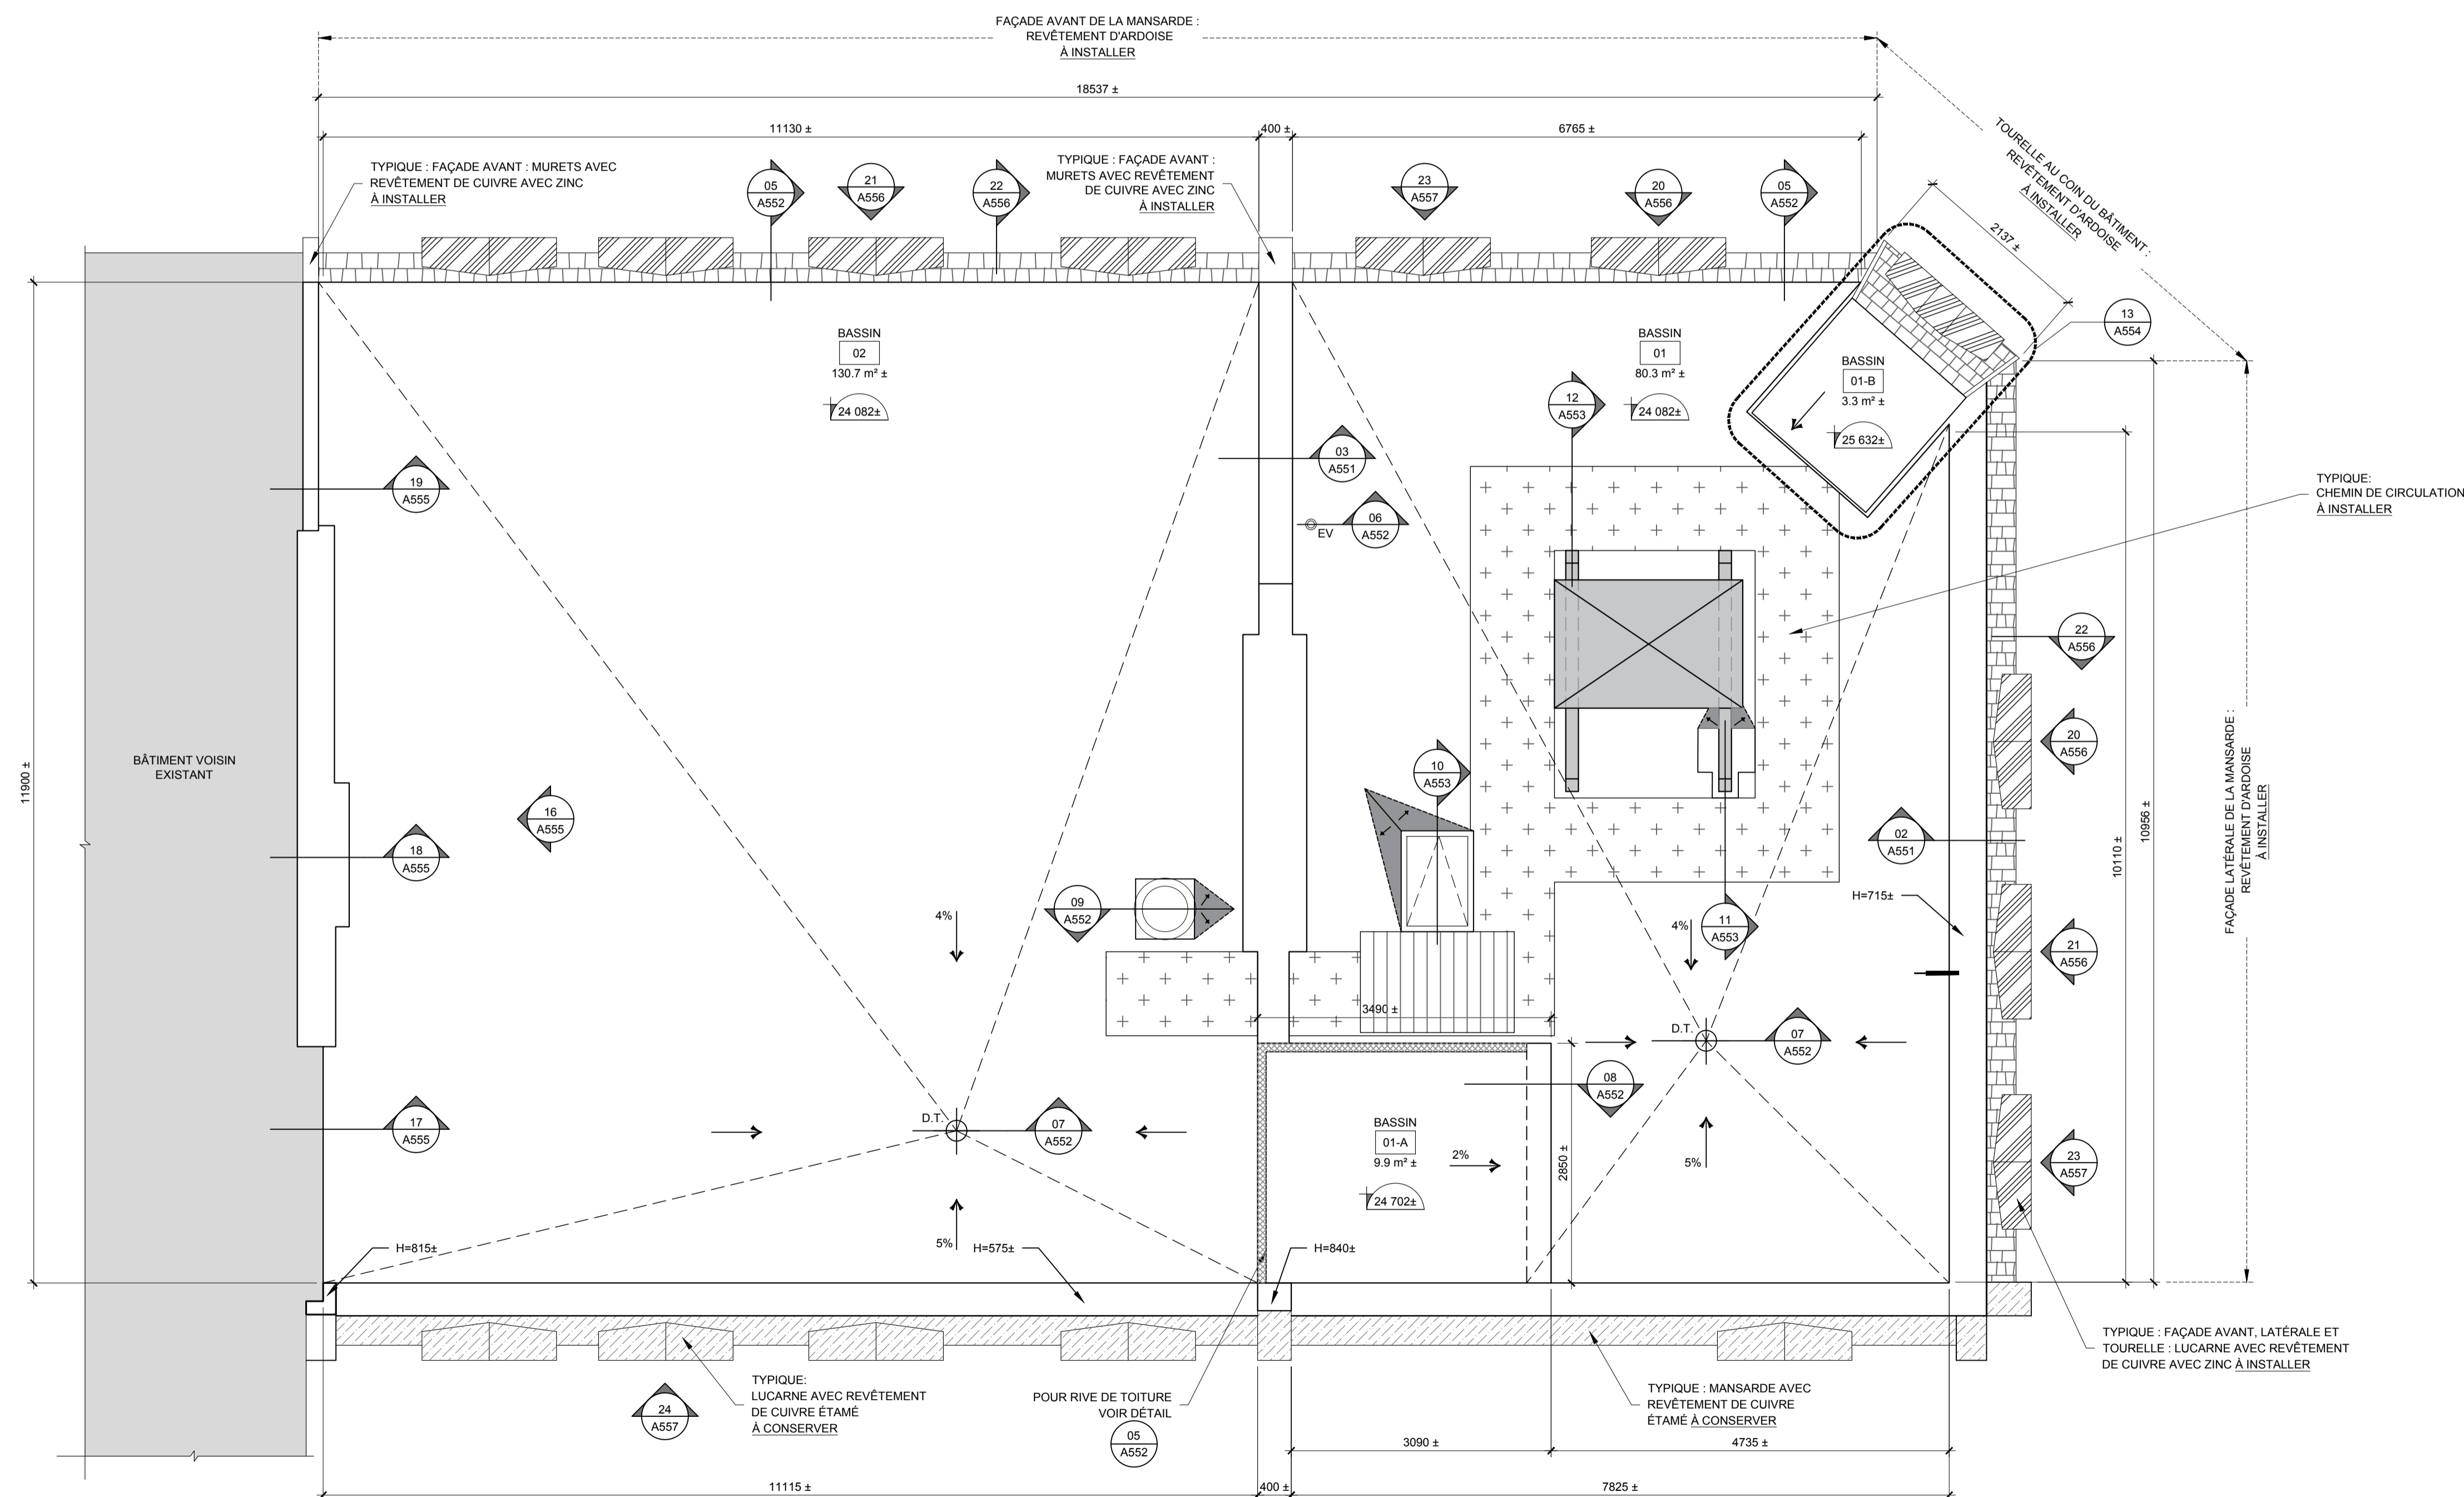 FAÇADE AVANT DE LA MANSARDE :
REVÊTEMENT D'ARDOISE
À INSTALLER
18537 ±
11130 ±
400 ±
6765 ±
TYPIQUE : FAÇADE AVANT : MURETS AVEC
REVÊTEMENT DE CUIVRE AVEC ZINC
À INSTALLER
05
A552
21
A556
22
A556
TYPIQUE : FAÇADE AVANT :
MURETS AVEC REVÊTEMENT
DE CUIVRE AVEC ZINC
À INSTALLER
23
A557
20
A556
05
A552
TOURELLE AU COIN DU BÂTIMENT :
REVÊTEMENT D'ARDOISE
À INSTALLER
2137 ±
13
A554
BASSIN
02
130.7 m² ±
24 082±
BASSIN
01
80.3 m² ±
24 082±
BASSIN
01-B
3.3 m² ±
25 632±
12
A553
03
A551
06
A552
EV
19
A555
TYPIQUE:
CHEMIN DE CIRCULATION
À INSTALLER
22
A556
20
A556
BÂTIMENT VOISIN
EXISTANT
11900 ±
16
A555
18
A555
10
A553
02
A551
10110 ±
10956 ±
FAÇADE LATÉRALE DE LA MANSARDE :
REVÊTEMENT D'ARDOISE
À INSTALLER
H=715±
09
A552
4%
4%
11
A553
21
A556
3490 ±
D.T.
07
A552
08
A552
17
A555
D.T.
07
A552
BASSIN
01-A
9.9 m² ±
2%
24 702±
2850 ±
5%
23
A557
H=815±
5%
H=575±
H=840±
TYPIQUE:
LUCARNE AVEC REVÊTEMENT
DE CUIVRE ÉTAMÉ
À CONSERVER
24
A557
POUR RIVE DE TOITURE
VOIR DÉTAIL
05
A552
TYPIQUE : MANSARDE AVEC
REVÊTEMENT DE CUIVRE
ÉTAMÉ À CONSERVER
TYPIQUE : FAÇADE AVANT, LATÉRALE ET
TOURELLE : LUCARNE AVEC REVÊTEMENT
DE CUIVRE AVEC ZINC À INSTALLER
3090 ±
4735 ±
11115 ±
400 ±
7825 ±